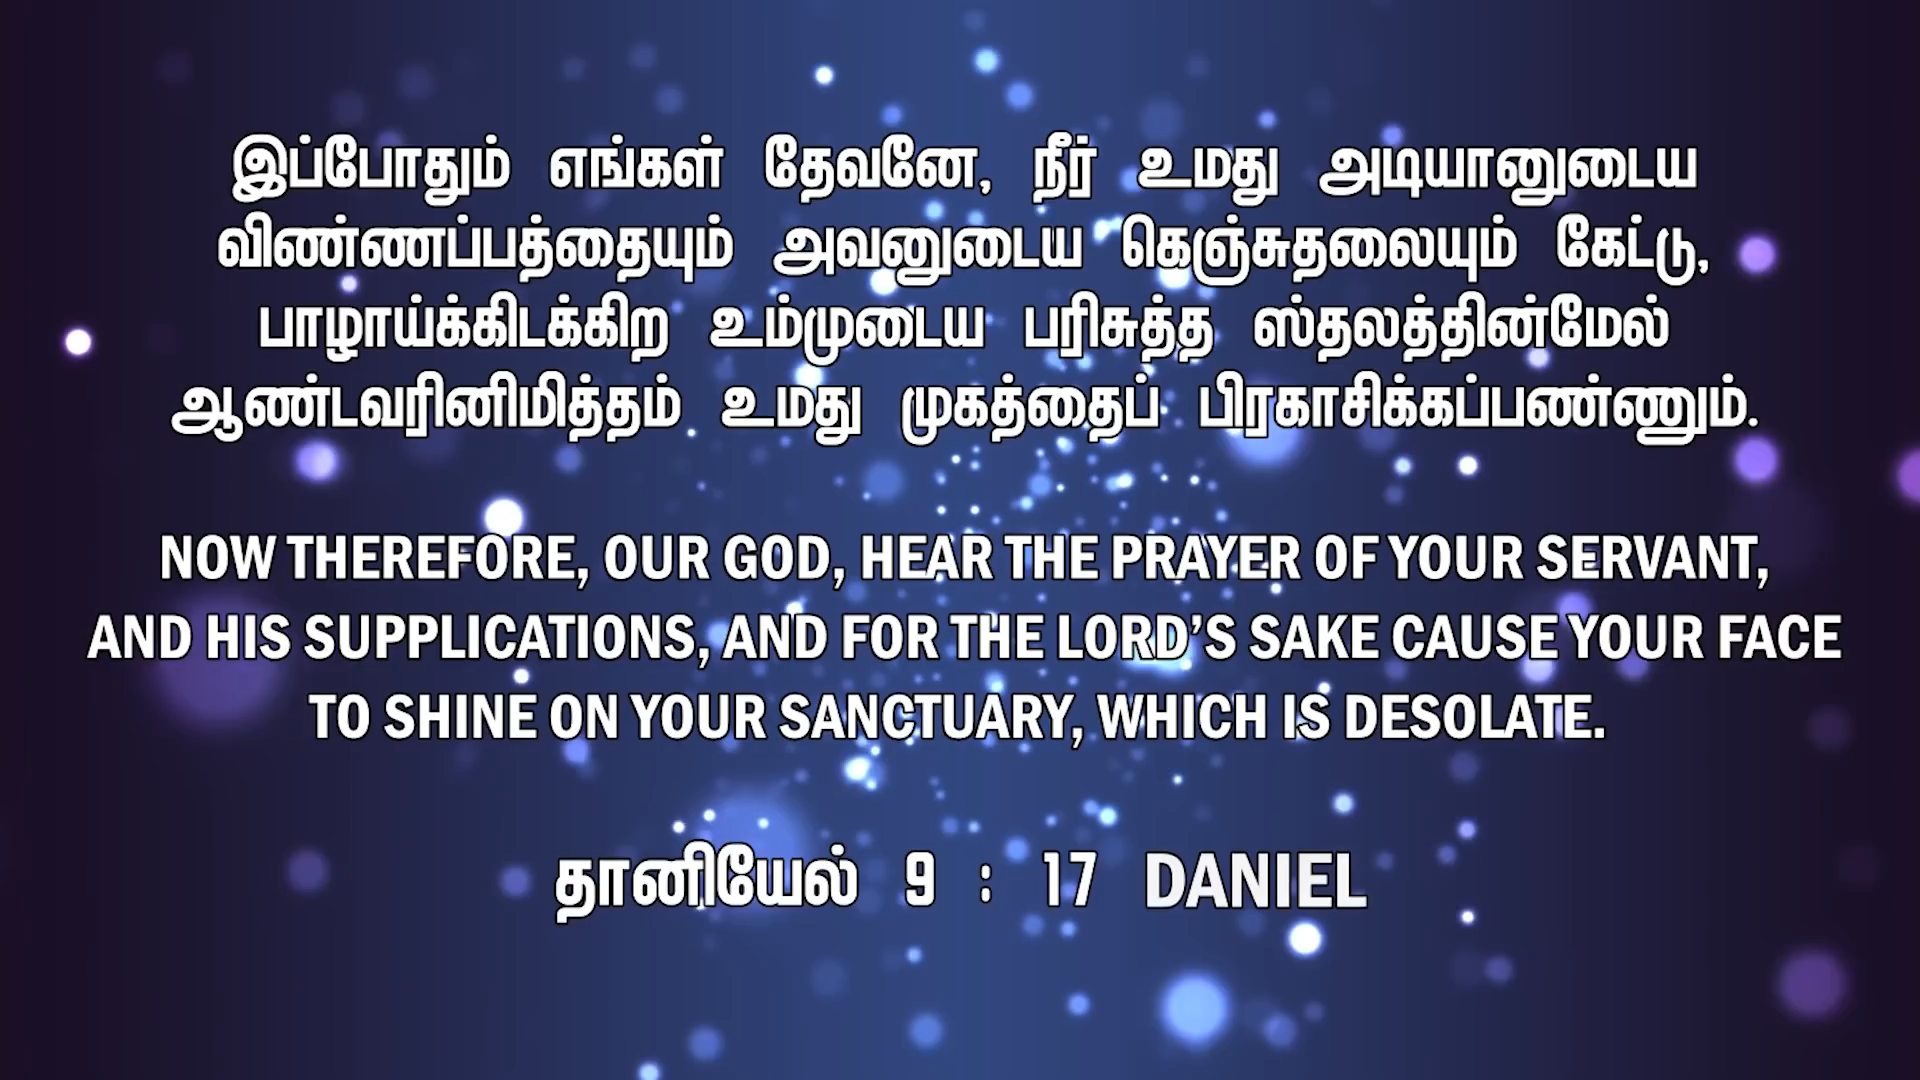 இப்போதும் எங்கள் தேவனே, நீர் உமது அடியானுடைய
விண்ணப்பத்தையும் அவனுடைய கெஞ்சுதலையும் கேட்டு,
பாழாய்க்கிடக்கிற உம்முடைய பரிசுத்த ஸ்தலத்தின்மேல்
ஆண்டவரினிமித்தம் உமது முகத்தைப் பிரகாசிக்கப்பண்ணும்.
NOW THEREFORE, OUR GOD, HEAR THE PRAYER OF YOUR SERVANT,
AND HIS SUPPLICATIONS, AND FOR THE LORD’S SAKE CAUSE YOUR FACE
TO SHINE ON YOUR SANCTUARY, WHICH IS DESOLATE.
தானியேல் 9 : 17 DANIEL